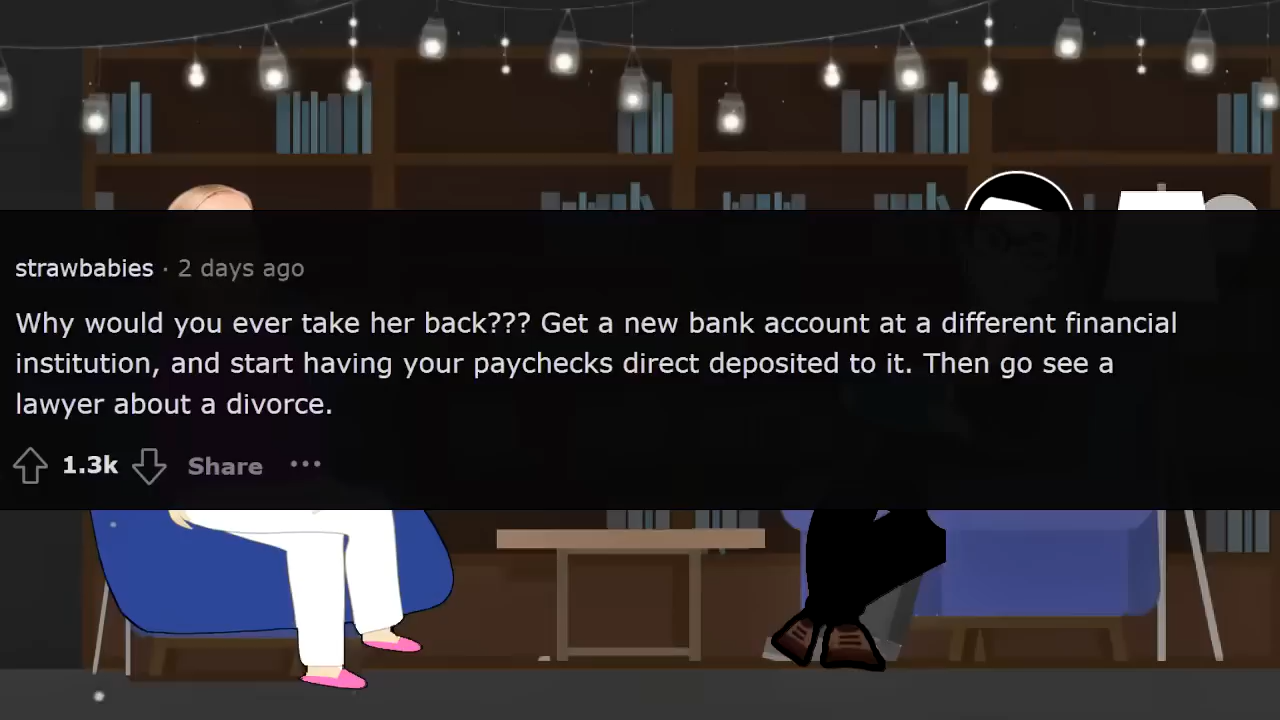 strawbabies · 2 days ago
Why would you ever take her back??? Get a new bank account at a different financial
institution, and start having your paychecks direct deposited to it. Then go see a
lawyer about a divorce.
1.3k Share ···